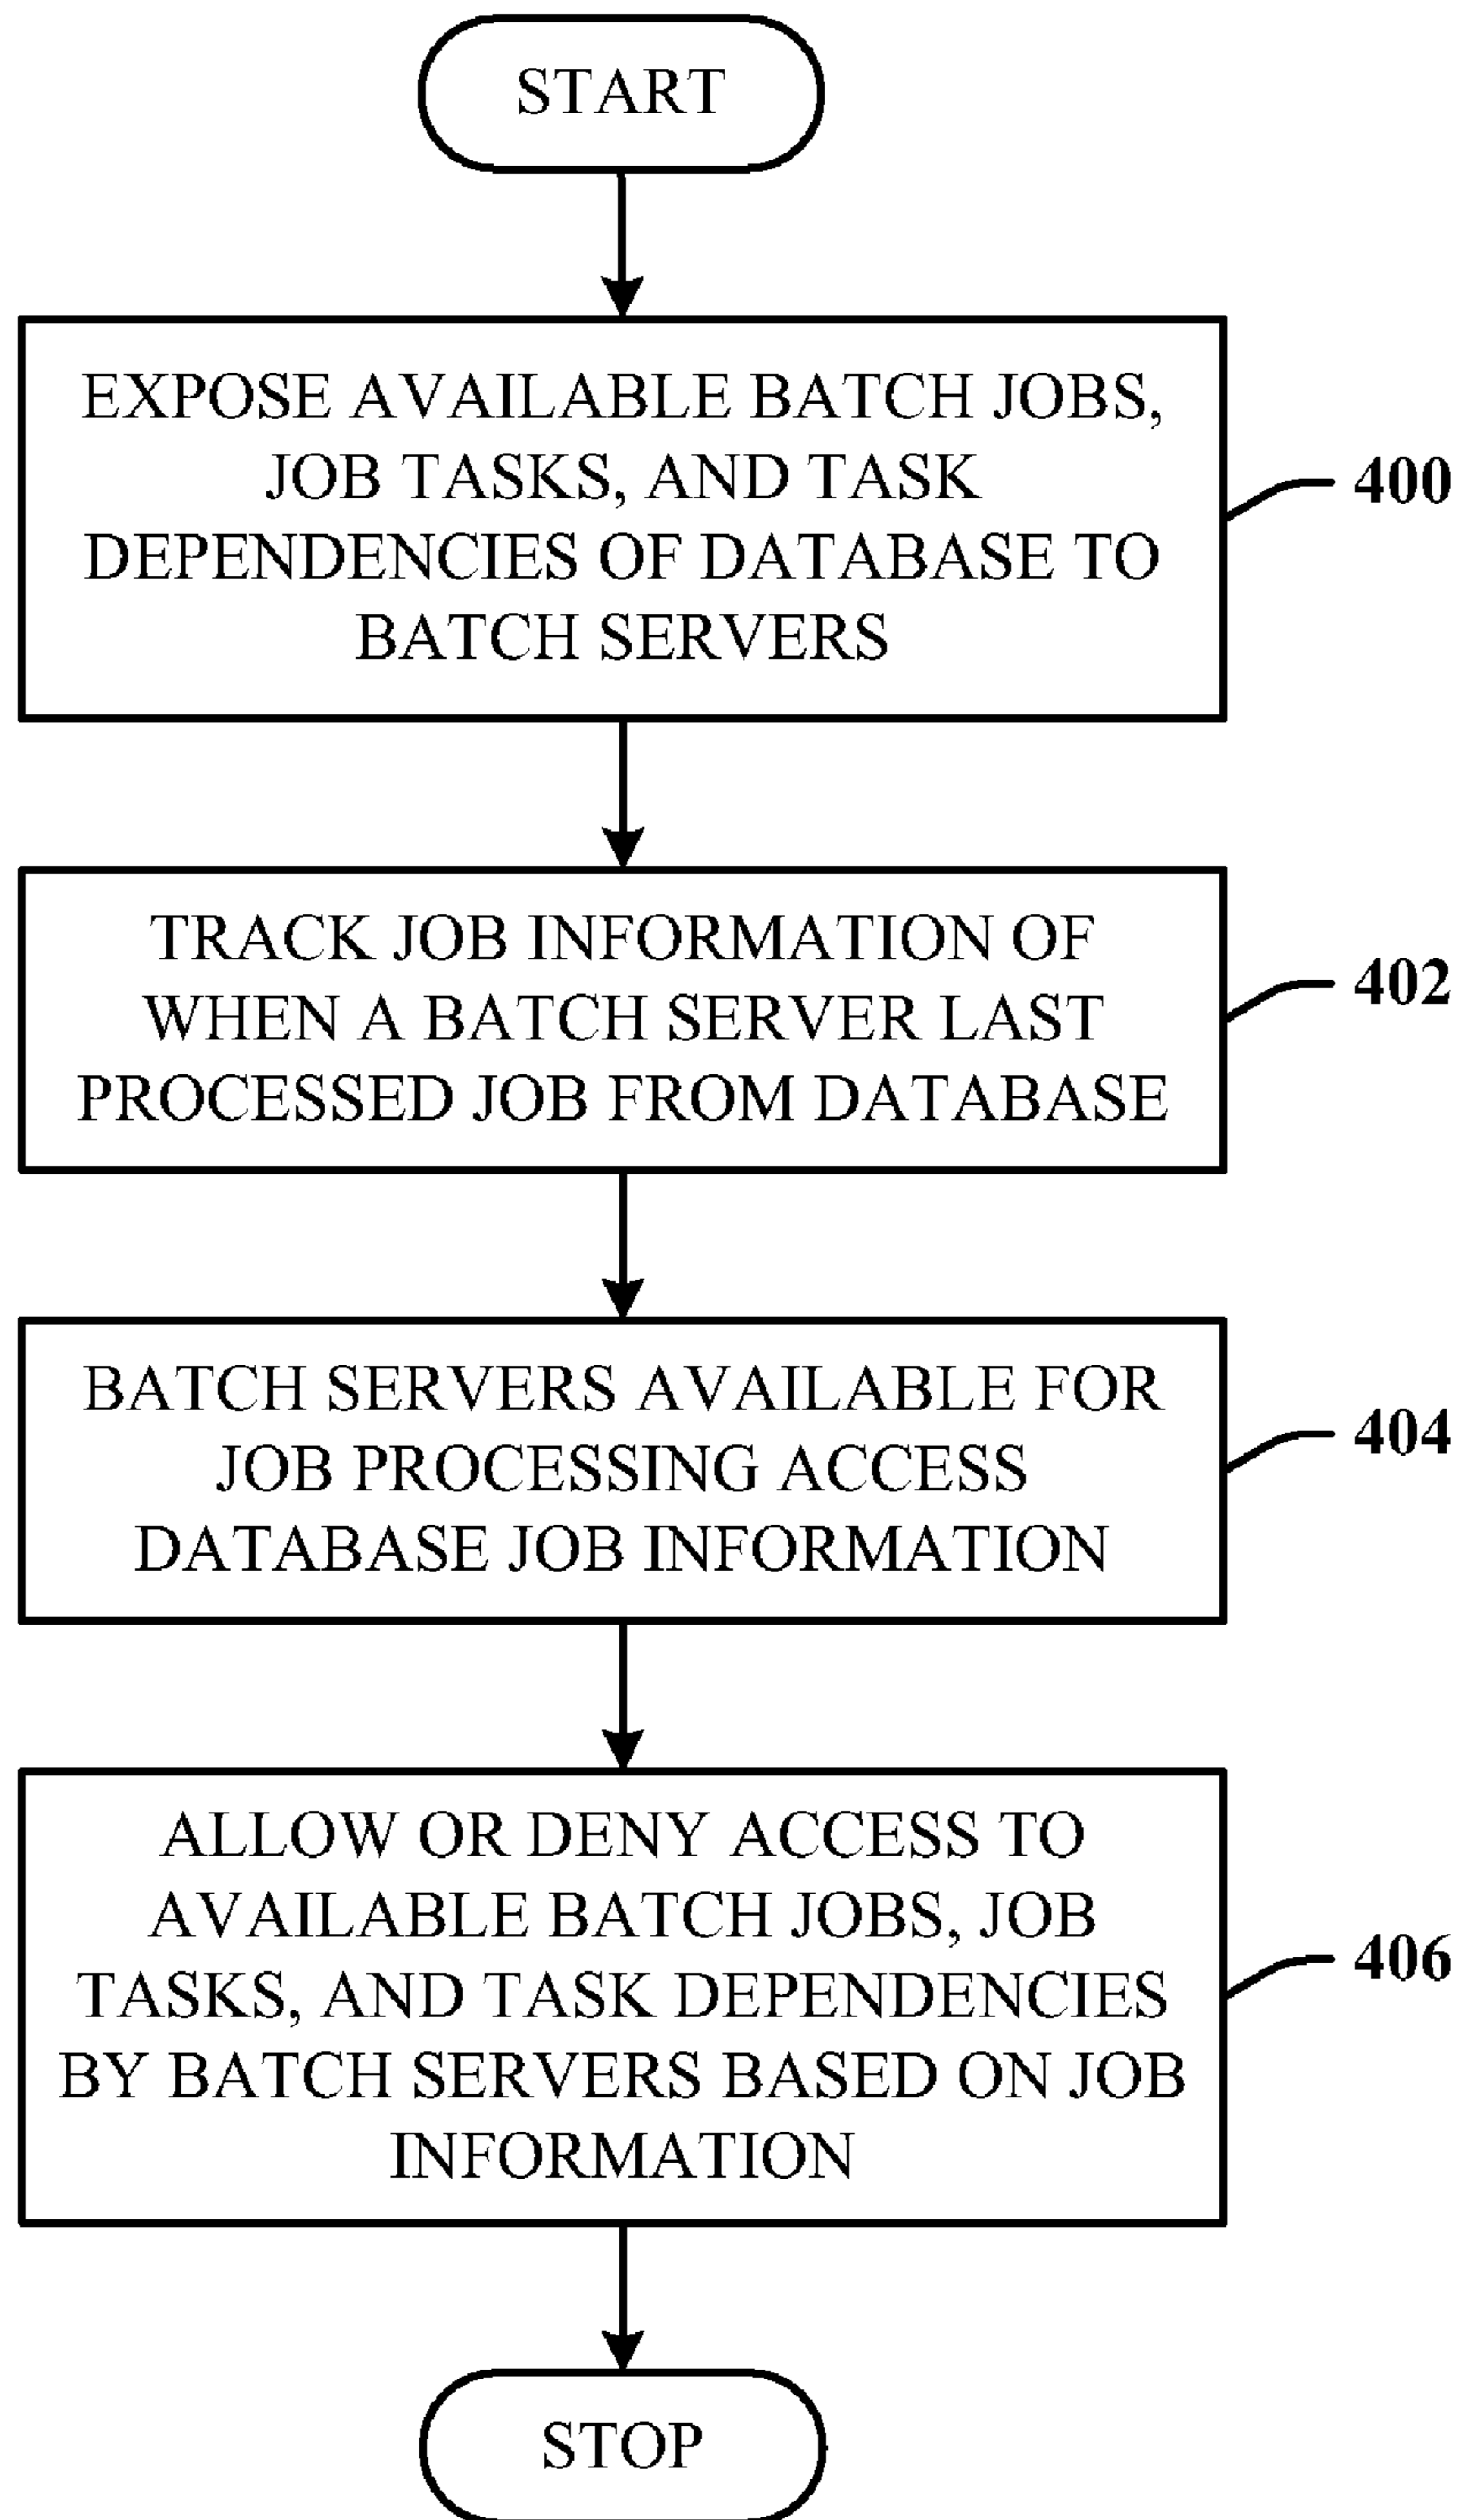 START
EXPOSE AVAILABLE BATCH JOBS,
JOB TASKS, AND TASK
DEPENDENCIES OF DATABASE TO
BATCH SERVERS
400
TRACK JOB INFORMATION OF
WHEN A BATCH SERVER LAST
PROCESSED JOB FROM DATABASE
402
BATCH SERVERS AVAILABLE FOR
JOB PROCESSING ACCESS
DATABASE JOB INFORMATION
404
ALLOW OR DENY ACCESS TO
AVAILABLE BATCH JOBS, JOB
TASKS, AND TASK DEPENDENCIES
BY BATCH SERVERS BASED ON JOB
INFORMATION
406
STOP